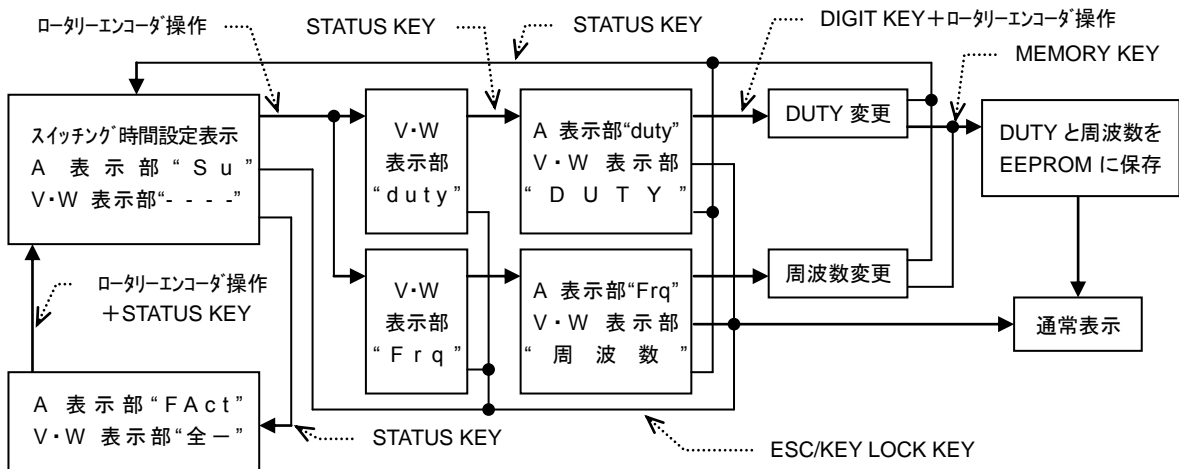 ロータリーエンコーダ操作
STATUS KEY
STATUS KEY
DIGIT KEY+ロータリーエンコーダ操作
MEMORY KEY
スイッチング時間設定表示
A 表示部“Su”
V・W 表示部“- - - -”
V・W
表示部
“duty”
A 表示部“duty”
V・W 表示部
“DUTY”
DUTY 変更
DUTY と周波数を
EEPROM に保存
V・W
表示部
“Frq”
A 表示部“Frq”
V・W 表示部
“周波数”
周波数変更
通常表示
ロータリーエンコーダ操作
+STATUS KEY
A 表示部“FAct”
V・W 表示部“全－”
STATUS KEY
ESC/KEY LOCK KEY